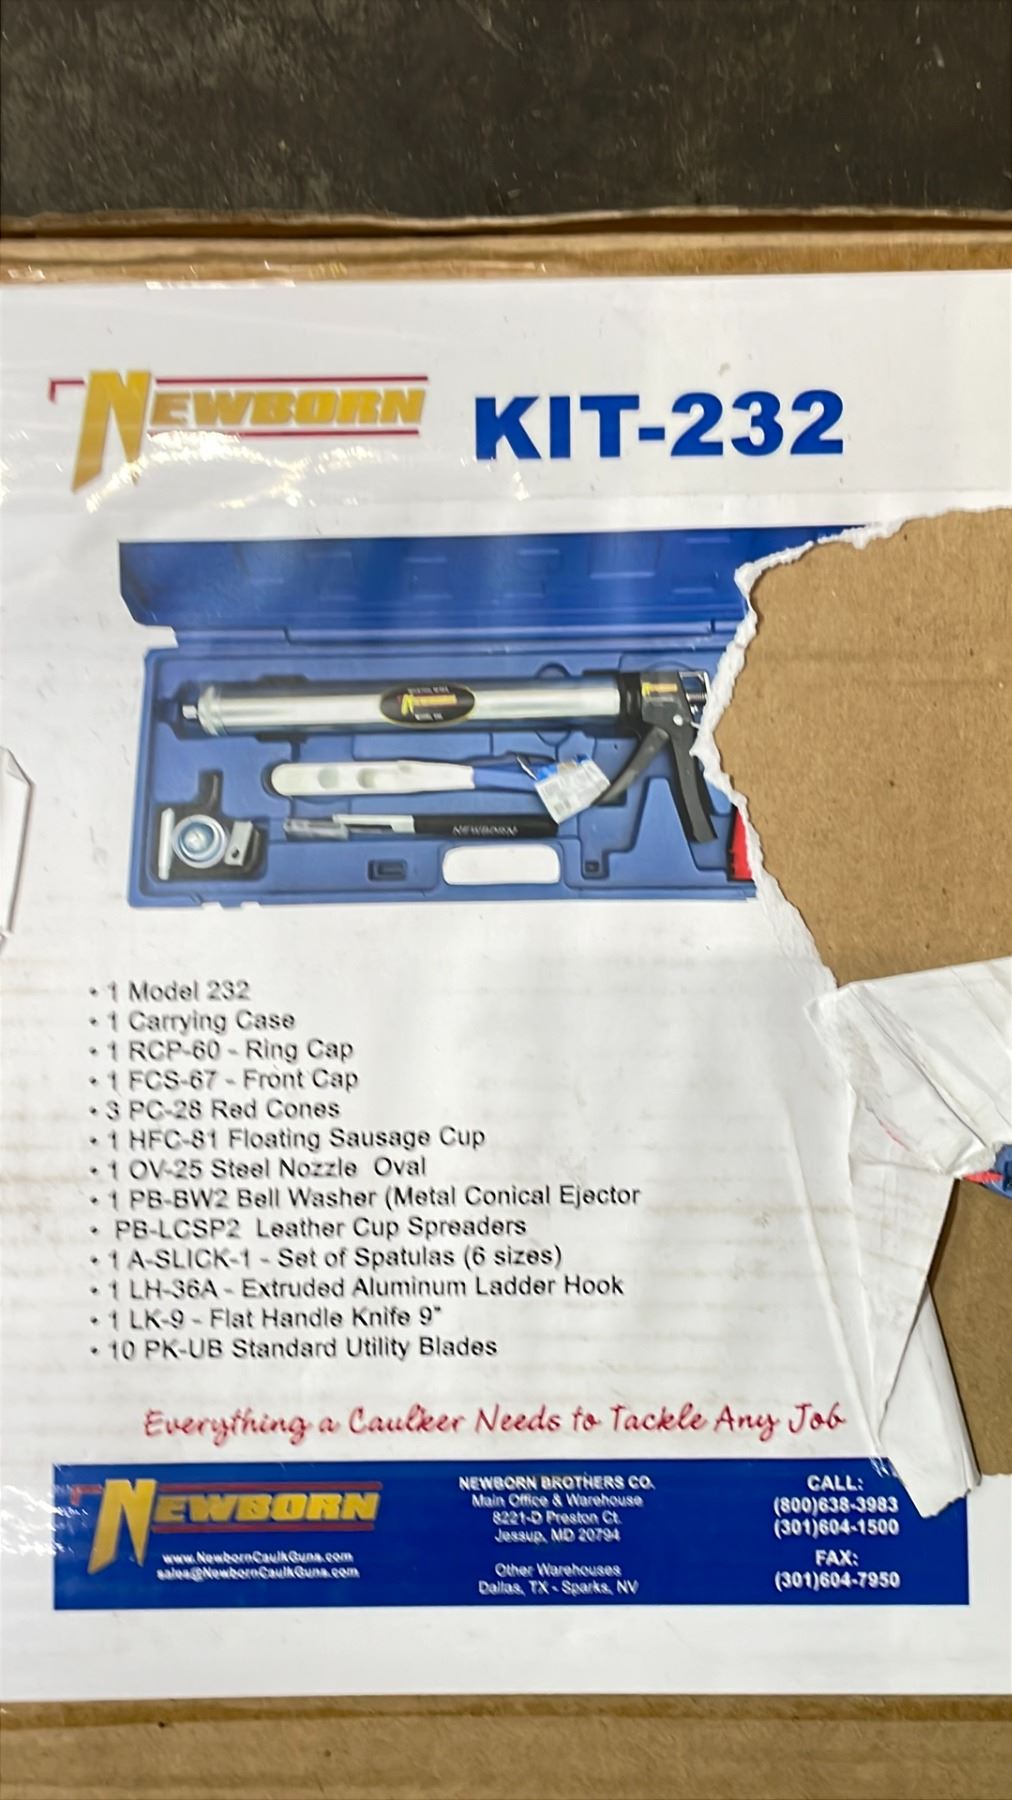 NEWBORN KIT-232
NEWBORN
NEWBORN
NEWBORN
• 1 Model 232
• 1 Carrying Case
• 1 RCP-60 - Ring Cap
• 1 FCS-67 - Front Cap
• 3 PC-28 Red Cones
• 1 HFC-81 Floating Sausage Cup
• 1 OV-25 Steel Nozzle Oval
• 1 PB-BW2 Bell Washer (Metal Conical Ejector
• PB-LCSP2 Leather Cup Spreaders
• 1 A-SLICK-1 - Set of Spatulas (6 sizes)
• 1 LH-36A - Extruded Aluminum Ladder Hook
• 1 LK-9 - Flat Handle Knife 9"
• 10 PK-UB Standard Utility Blades
Everything a Caulker Needs to Tackle Any Job
NEWBORN
www.NewbornCaulkGuns.com
sales@NewbornCaulkGuns.com
NEWBORN BROTHERS CO.
Main Office & Warehouse
8221-D Preston Ct.
Jessup, MD 20794
Other Warehouses
Dallas, TX - Sparks, NV
CALL:
(800)638-3983
(301)604-1500
FAX:
(301)604-7950